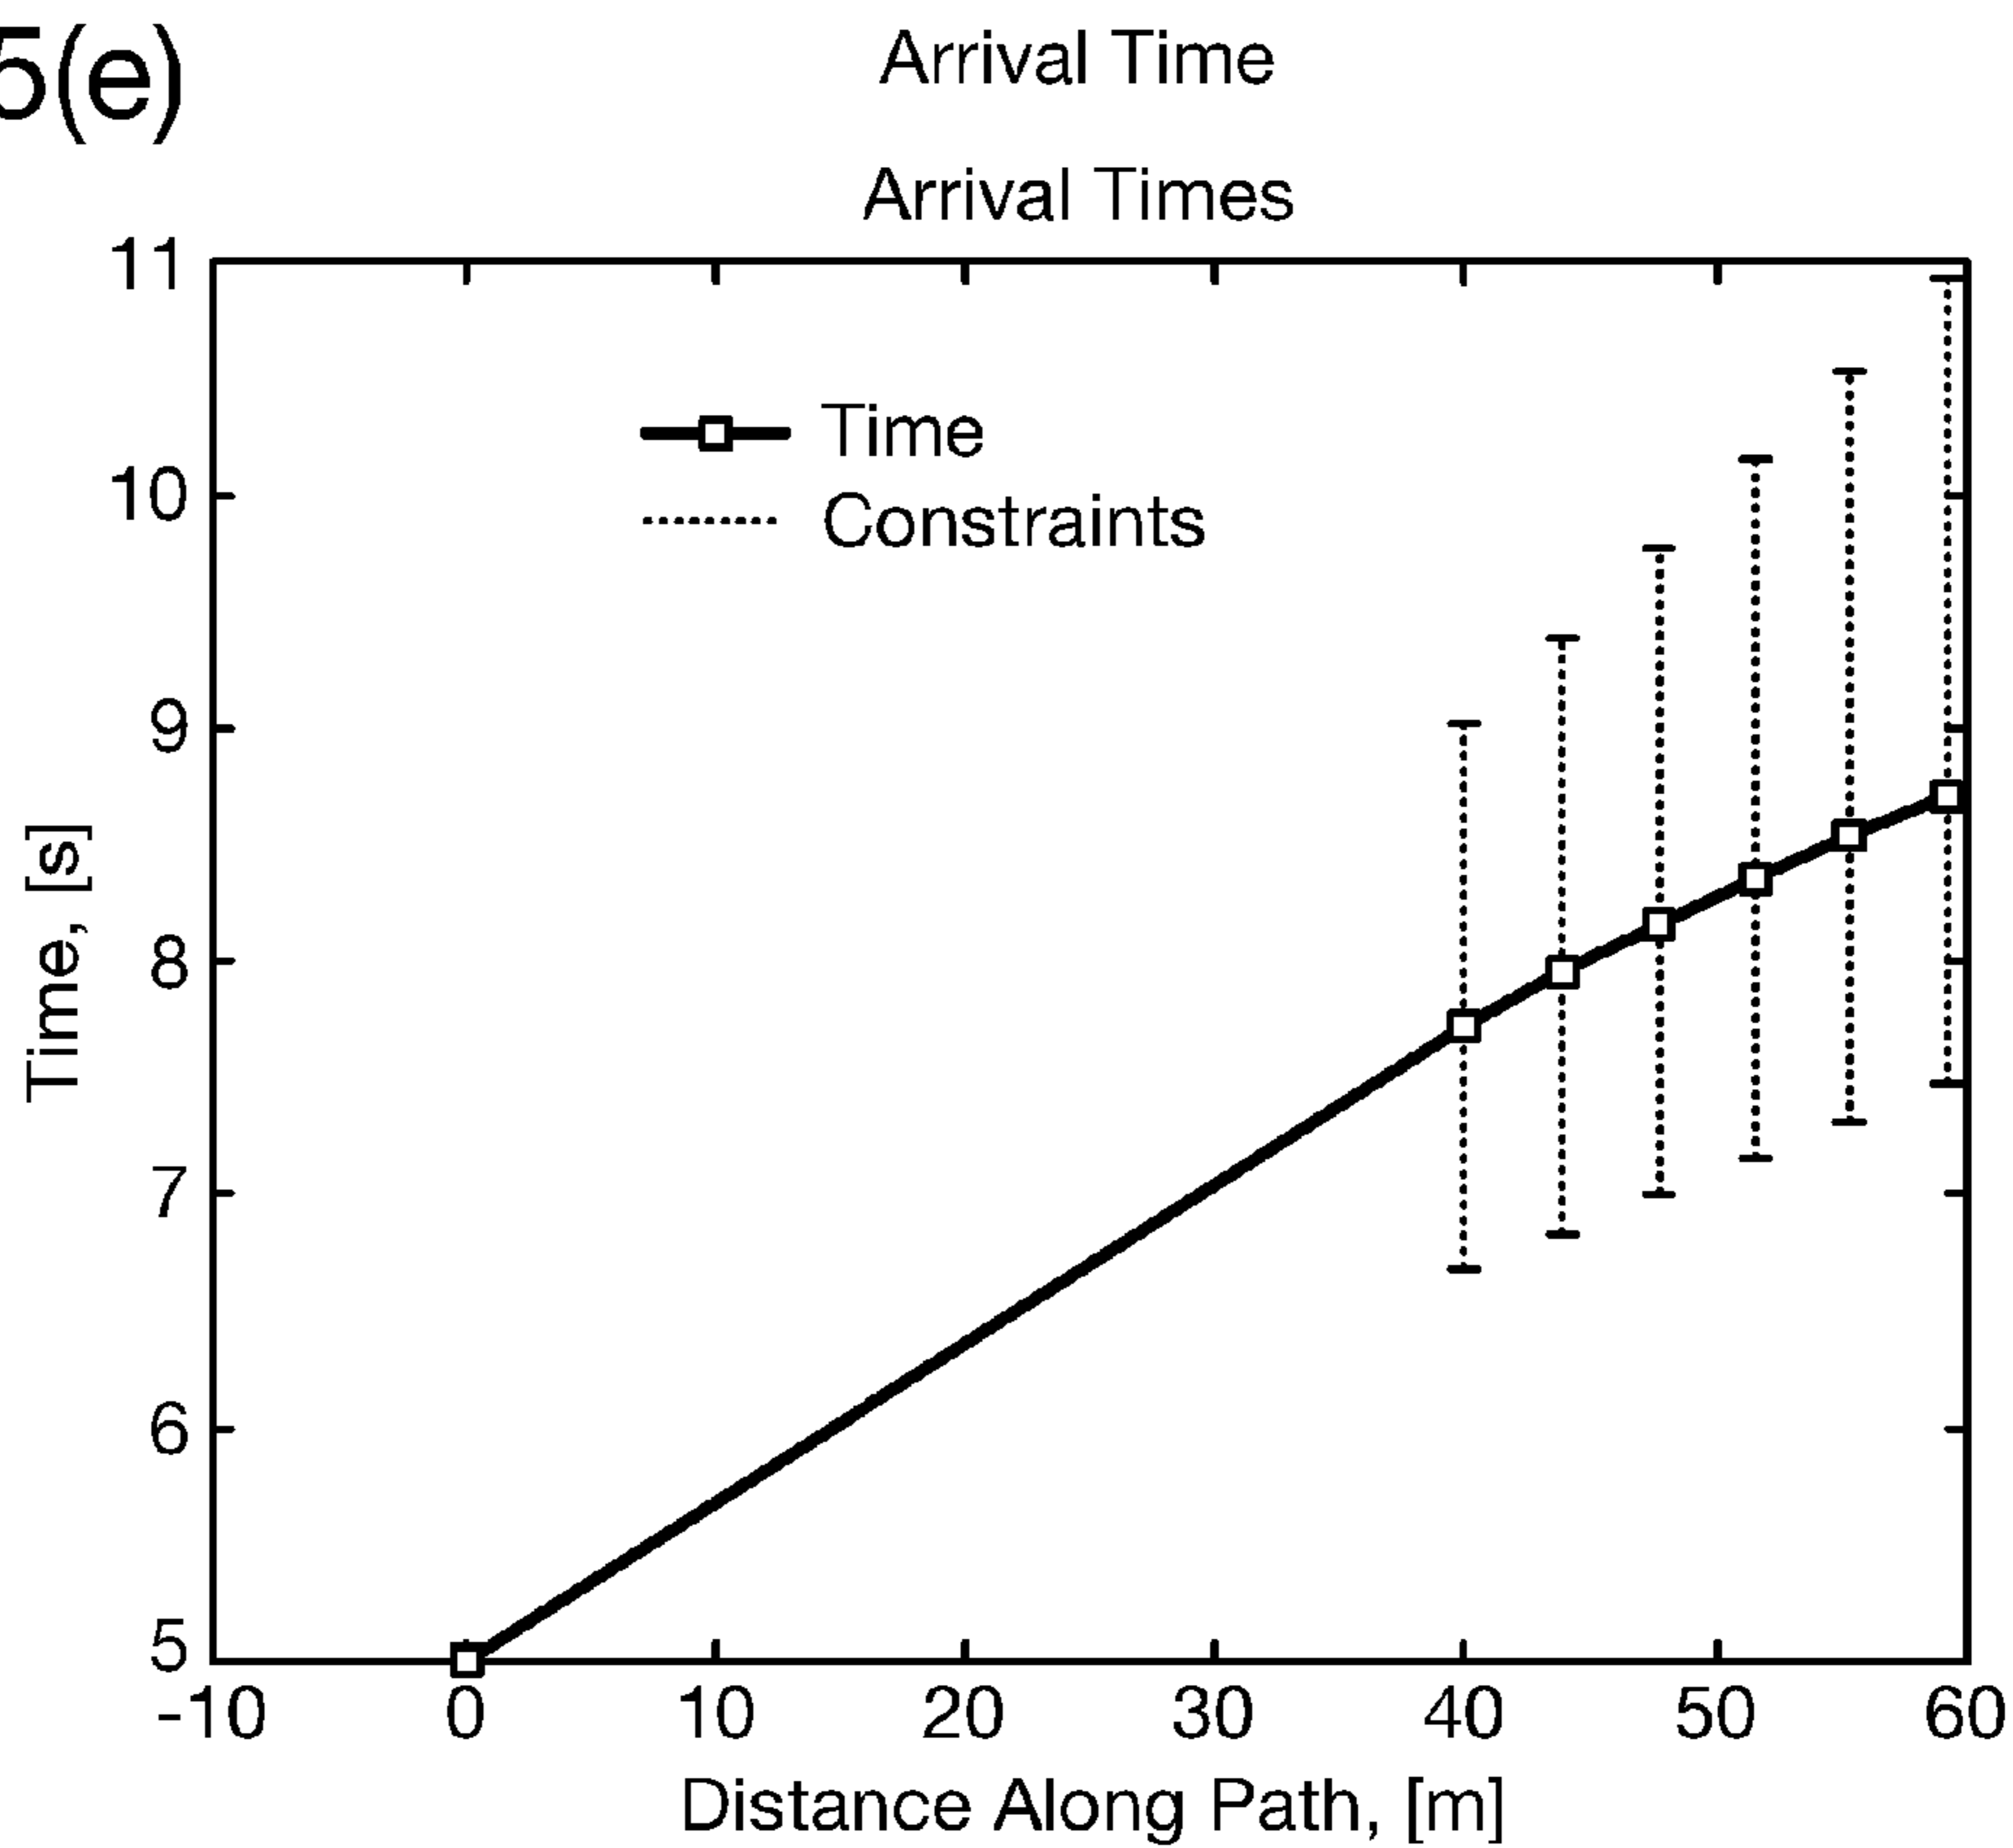 5(e)
Arrival Time
Arrival Times
11
10
9
8
7
6
5
Time, [s]
Time
Constraints
-10 0 10 20 30 40 50 60
Distance Along Path, [m]